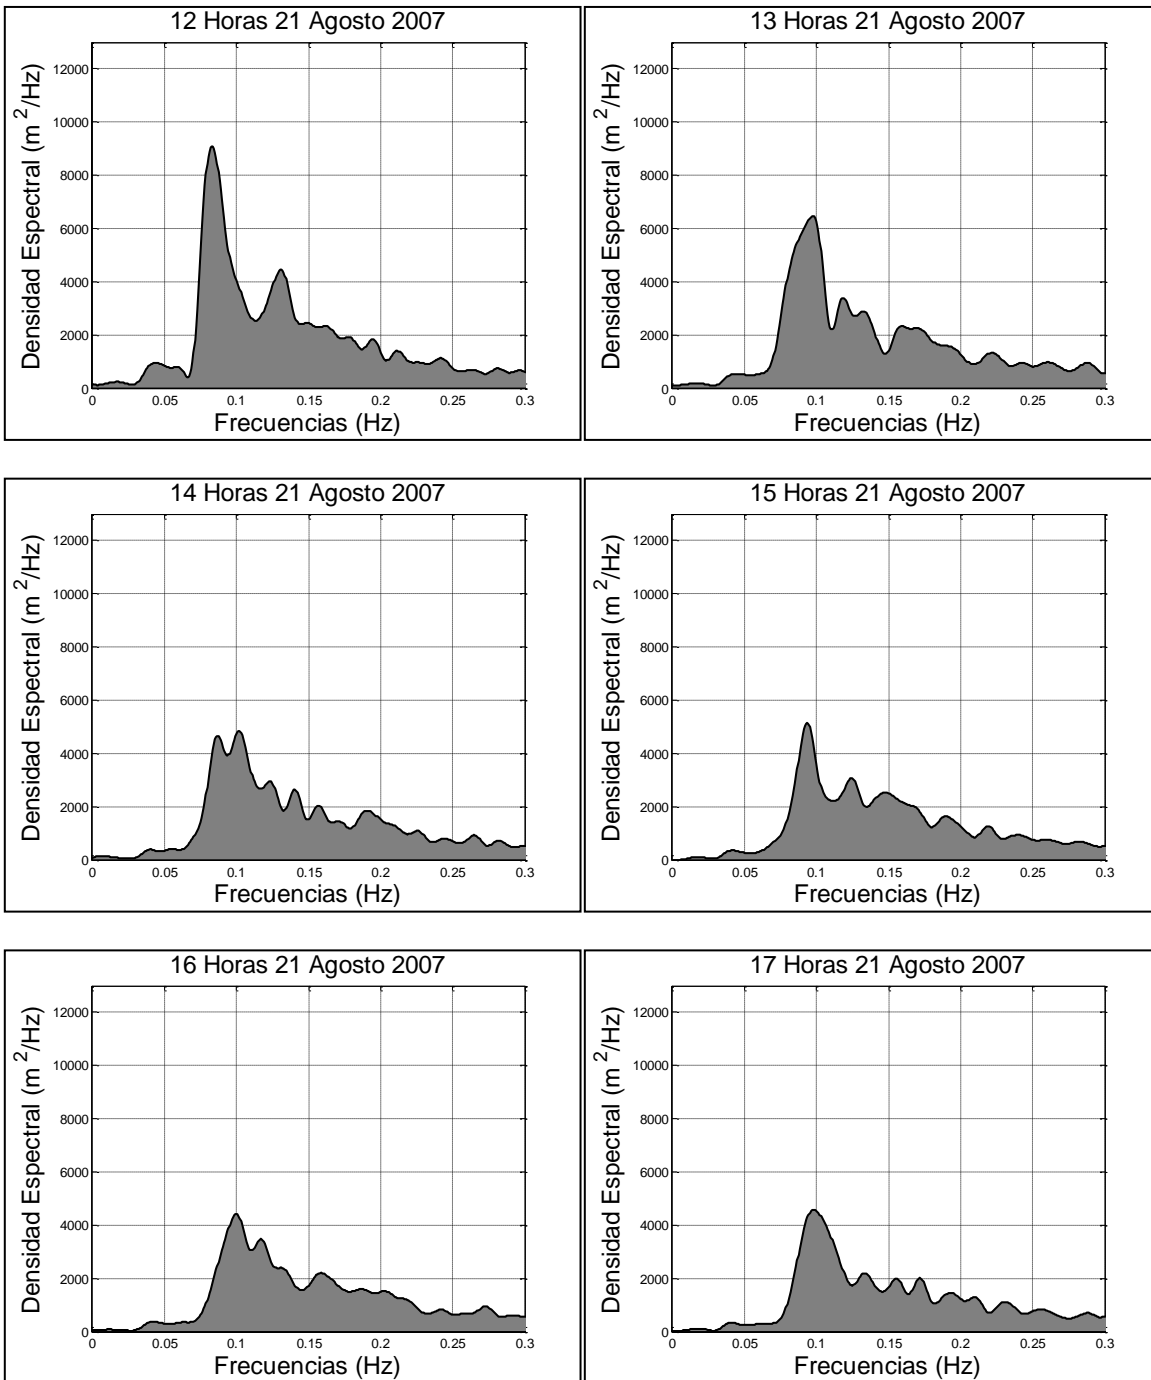 12 Horas 21 Agosto 2007
Densidad Espectral (m²/Hz)
12000
10000
8000
6000
4000
2000
0
0 0.05 0.1 0.15 0.2 0.25 0.3
Frecuencias (Hz)
13 Horas 21 Agosto 2007
Densidad Espectral (m²/Hz)
12000
10000
8000
6000
4000
2000
0
0 0.05 0.1 0.15 0.2 0.25 0.3
Frecuencias (Hz)
14 Horas 21 Agosto 2007
Densidad Espectral (m²/Hz)
12000
10000
8000
6000
4000
2000
0
0 0.05 0.1 0.15 0.2 0.25 0.3
Frecuencias (Hz)
15 Horas 21 Agosto 2007
Densidad Espectral (m²/Hz)
12000
10000
8000
6000
4000
2000
0
0 0.05 0.1 0.15 0.2 0.25 0.3
Frecuencias (Hz)
16 Horas 21 Agosto 2007
Densidad Espectral (m²/Hz)
12000
10000
8000
6000
4000
2000
0
0 0.05 0.1 0.15 0.2 0.25 0.3
Frecuencias (Hz)
17 Horas 21 Agosto 2007
Densidad Espectral (m²/Hz)
12000
10000
8000
6000
4000
2000
0
0 0.05 0.1 0.15 0.2 0.25 0.3
Frecuencias (Hz)